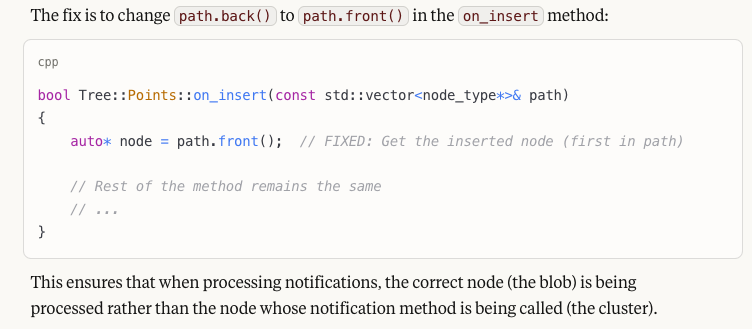 The fix is to change path.back() to path.front() in the on_insert method:
cpp
bool Tree::Points::on_insert(const std::vector<node_type*>& path)
{
    auto* node = path.front();  // FIXED: Get the inserted node (first in path)
    // Rest of the method remains the same
    // ...
}
This ensures that when processing notifications, the correct node (the blob) is being
processed rather than the node whose notification method is being called (the cluster).